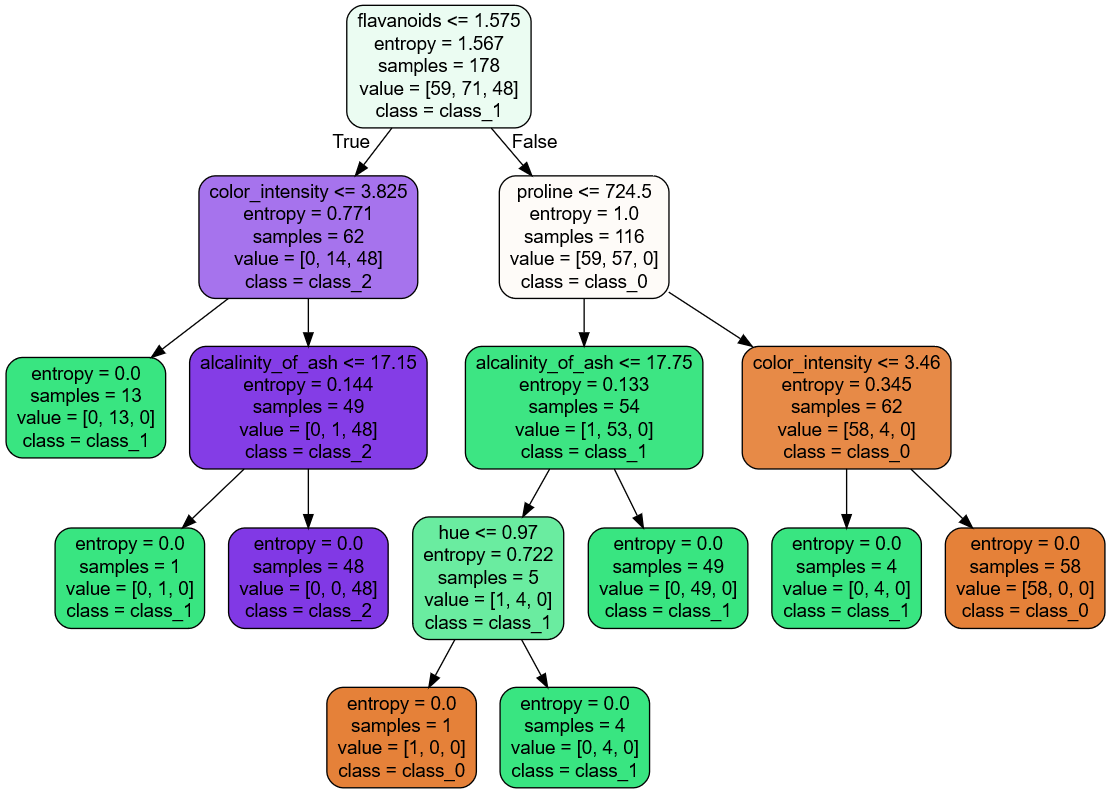 flavanoids <= 1.575
entropy = 1.567
samples = 178
value = [59, 71, 48]
class = class_1
True
False
color_intensity <= 3.825
entropy = 0.771
samples = 62
value = [0, 14, 48]
class = class_2
proline <= 724.5
entropy = 1.0
samples = 116
value = [59, 57, 0]
class = class_0
entropy = 0.0
samples = 13
value = [0, 13, 0]
class = class_1
alcalinity_of_ash <= 17.15
entropy = 0.144
samples = 49
value = [0, 1, 48]
class = class_2
alcalinity_of_ash <= 17.75
entropy = 0.133
samples = 54
value = [1, 53, 0]
class = class_1
color_intensity <= 3.46
entropy = 0.345
samples = 62
value = [58, 4, 0]
class = class_0
entropy = 0.0
samples = 1
value = [0, 1, 0]
class = class_1
entropy = 0.0
samples = 48
value = [0, 0, 48]
class = class_2
hue <= 0.97
entropy = 0.722
samples = 5
value = [1, 4, 0]
class = class_1
entropy = 0.0
samples = 49
value = [0, 49, 0]
class = class_1
entropy = 0.0
samples = 4
value = [0, 4, 0]
class = class_1
entropy = 0.0
samples = 58
value = [58, 0, 0]
class = class_0
entropy = 0.0
samples = 1
value = [1, 0, 0]
class = class_0
entropy = 0.0
samples = 4
value = [0, 4, 0]
class = class_1